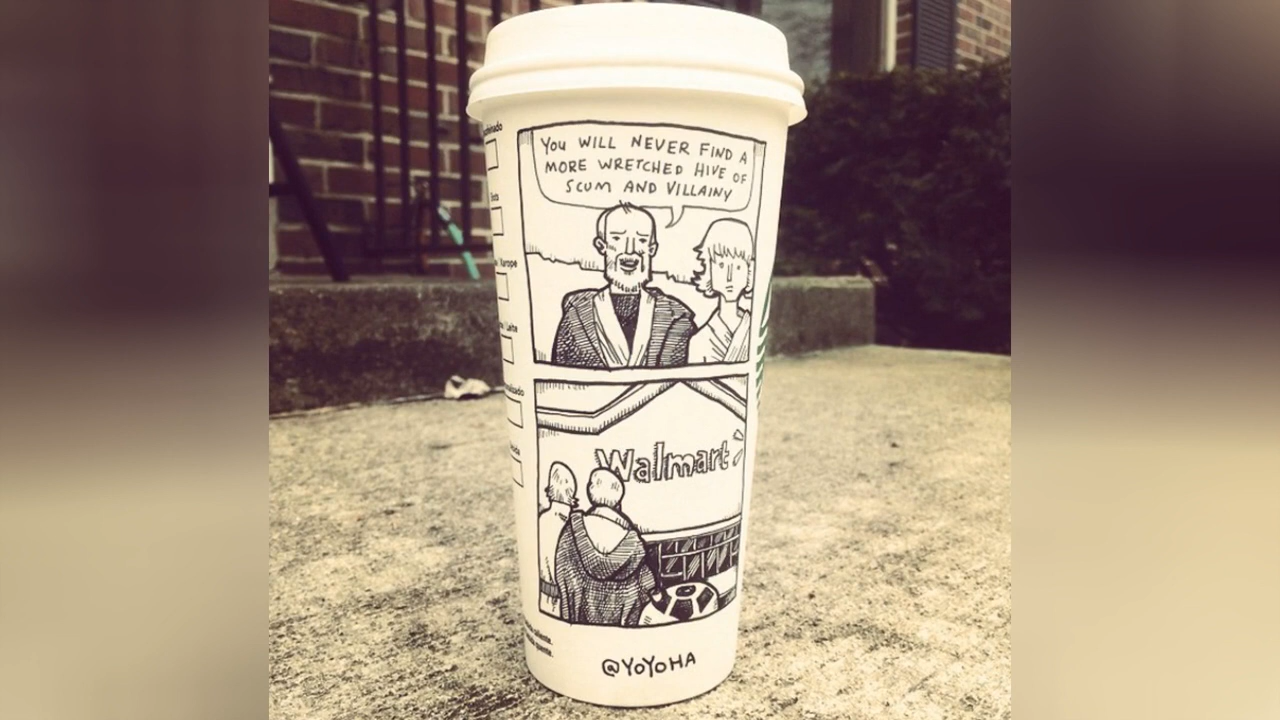 YOU WILL NEVER FIND A
MORE WRETCHED HIVE OF
SCUM AND VILLAINY
Walmart
@YOYOHA